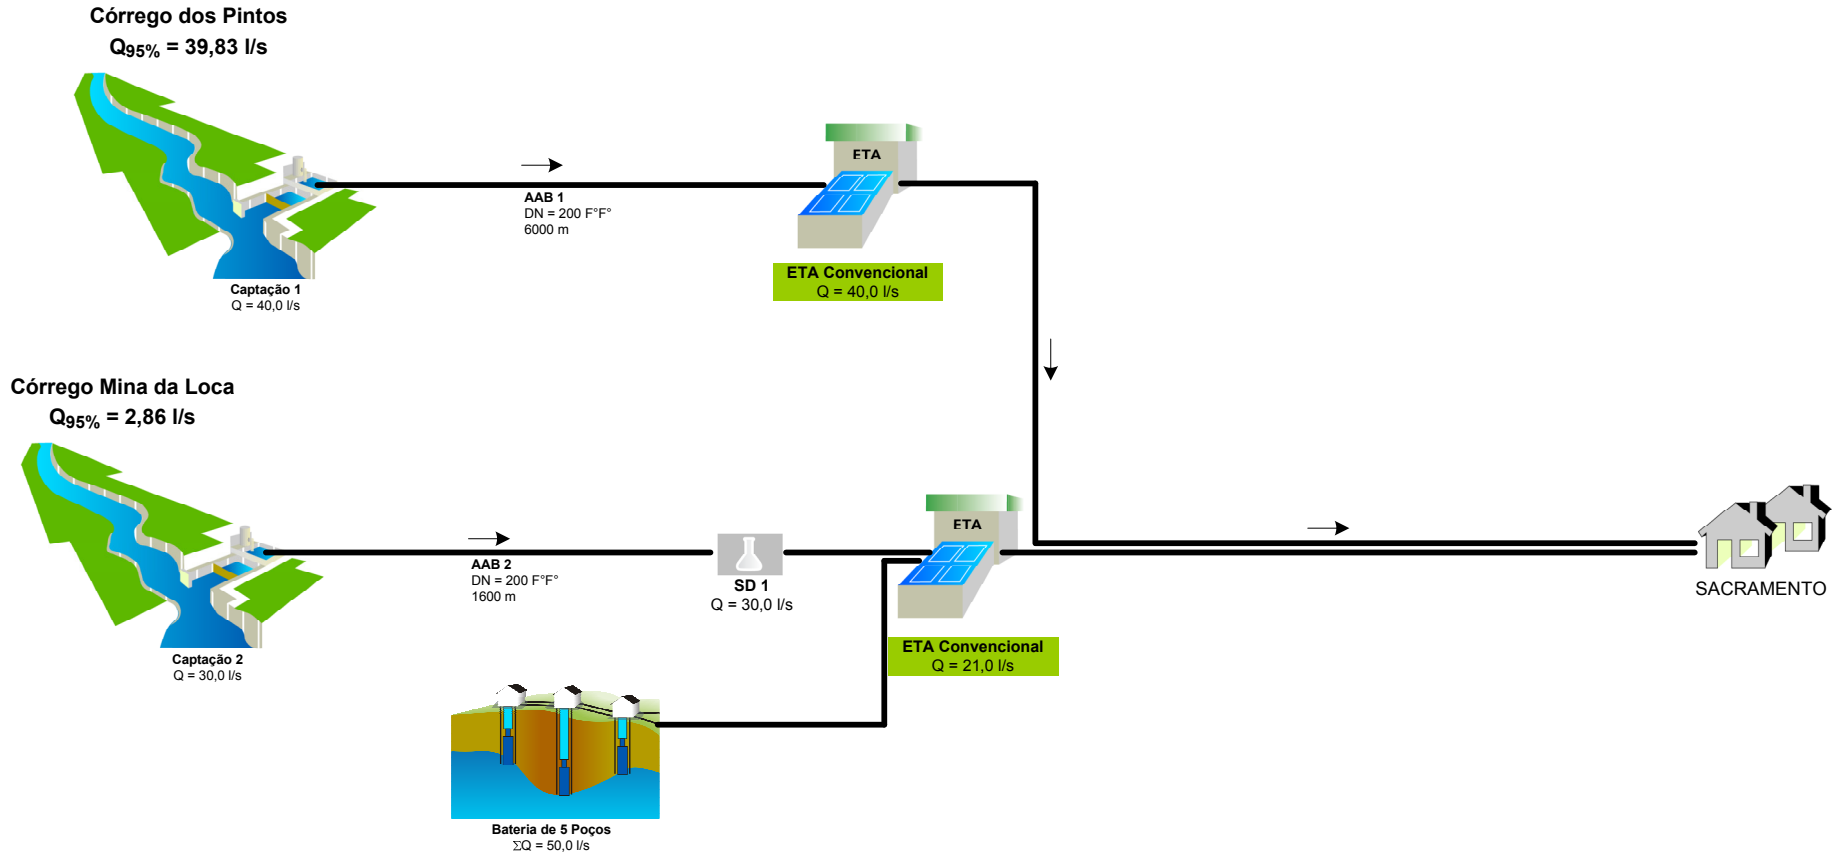 Córrego dos Pintos
Q95% = 39,83 l/s
ETA
AAB 1
DN = 200 F°F°
6000 m
ETA Convencional
Q = 40,0 l/s
Captação 1
Q = 40,0 l/s
Córrego Mina da Loca
Q95% = 2,86 l/s
ETA
AAB 2
DN = 200 F°F°
1600 m
SD 1
Q = 30,0 l/s
SACRAMENTO
ETA Convencional
Q = 21,0 l/s
Captação 2
Q = 30,0 l/s
Bateria de 5 Poços
ΣQ = 50,0 l/s